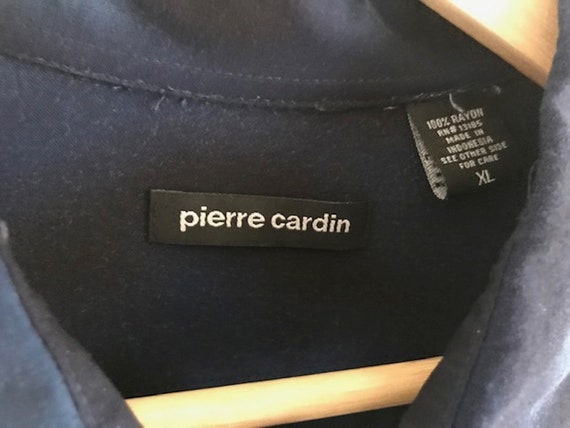 pierre cardin
100% RAYON
RN# 13185
MADE IN
INDONESIA
SEE OTHER SIDE
FOR CARE
XL